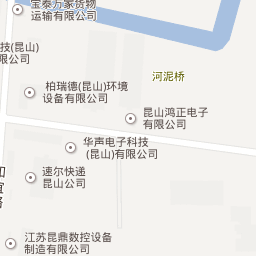 宝泰万家货物
运输有限公司
技(昆山)
公司
河泥桥
柏瑞德(昆山)环境
设备有限公司
昆山鸿正电子
有限公司
华声电子科技
(昆山)有限公司
速尔快递
昆山公司
江苏昆鼎数控设备
制造有限公司